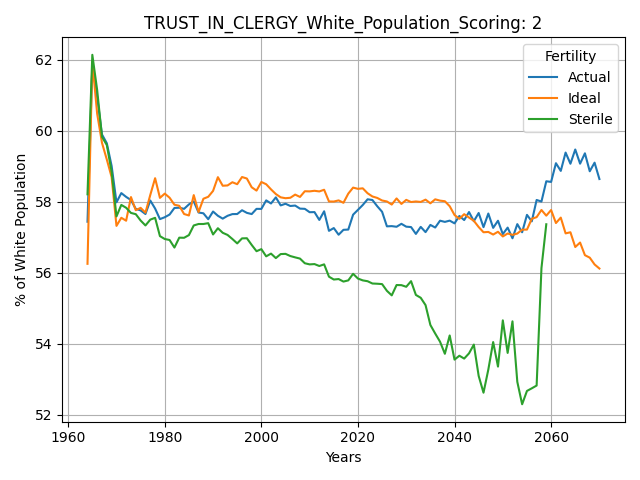 TRUST_IN_CLERGY_White_Population_Scoring: 2
Fertility
Actual
Ideal
Sterile
% of White Population
62
60
58
56
54
52
1960
1980
2000
2020
2040
2060
Years